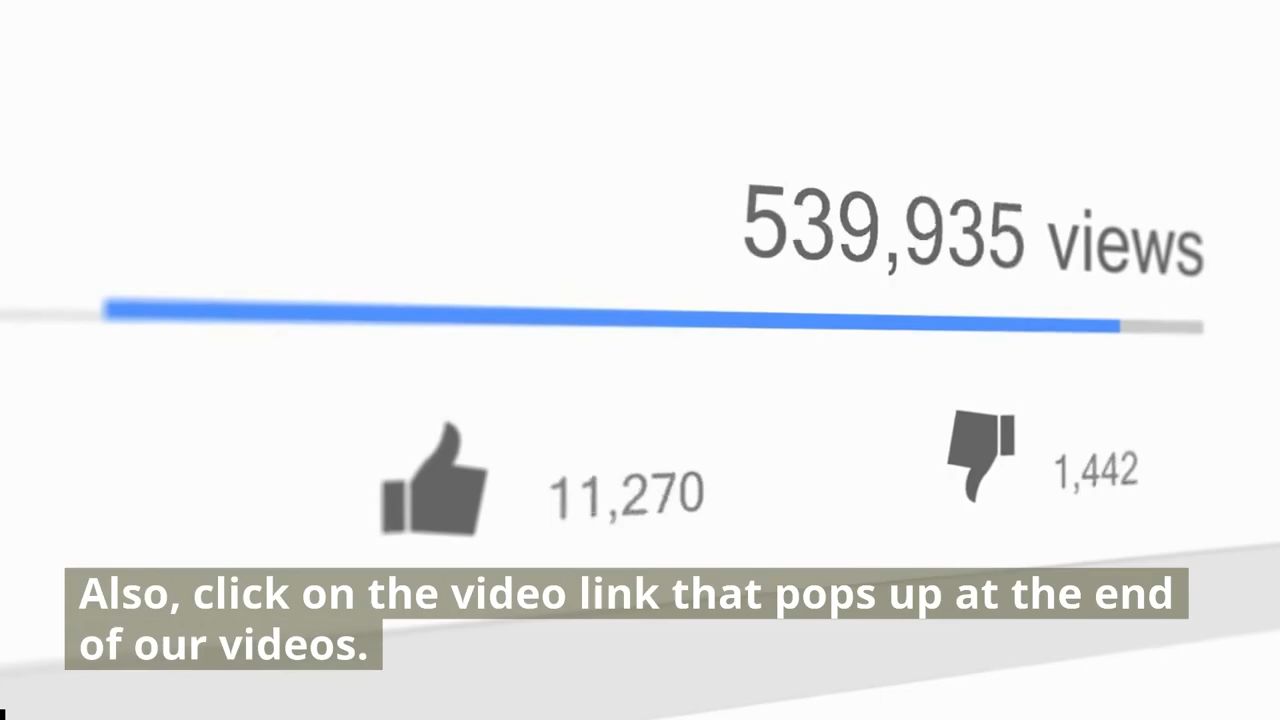 539,935 views
11,270 1,442
Also, click on the video link that pops up at the end
of our videos.